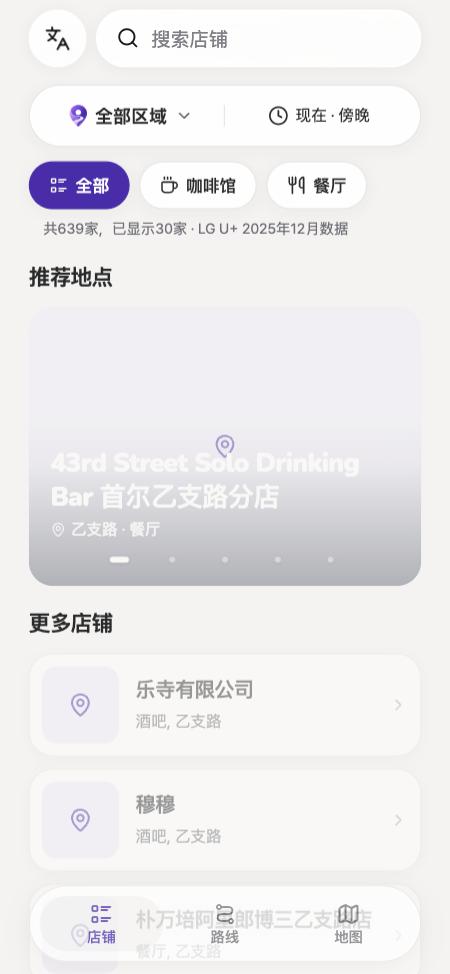 搜索店铺
全部区域
现在 · 傍晚
全部
咖啡馆
餐厅
共639家，已显示30家 · LG U+ 2025年12月数据
推荐地点
43rd Street Solo Drinking
Bar 首尔乙支路分店
乙支路 · 餐厅
更多店铺
乐寺有限公司
酒吧, 乙支路
穆穆
酒吧, 乙支路
朴万培阿里郎博三乙支路店
餐厅, 乙支路
店铺
路线
地图